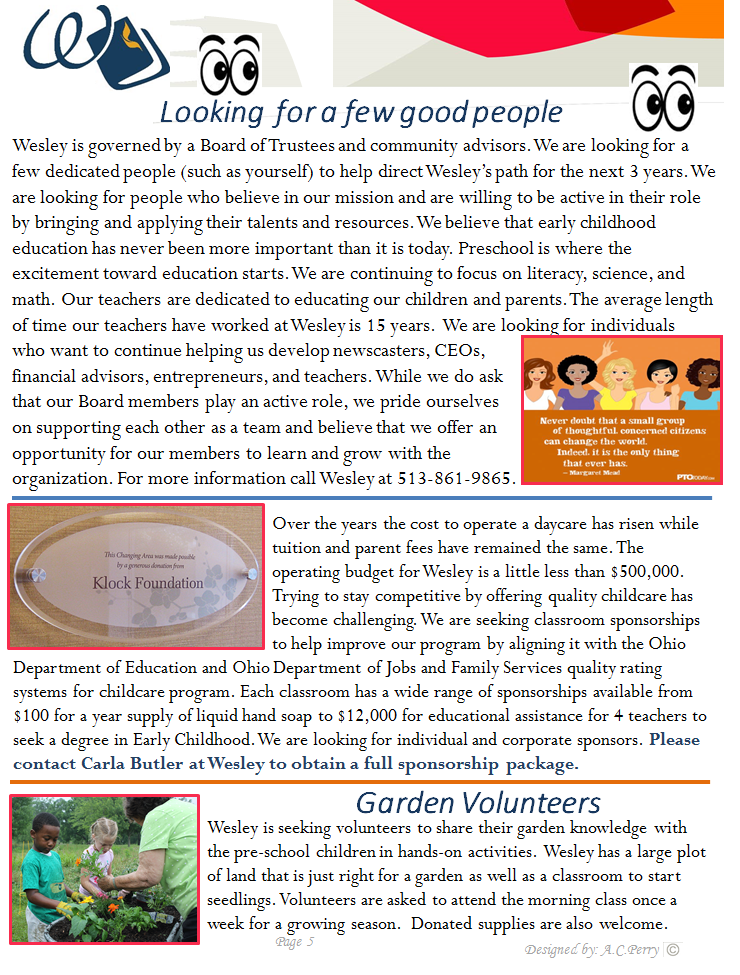 Looking for a few good people
Wesley is governed by a Board of Trustees and community advisors. We are looking for a
few dedicated people (such as yourself) to help direct Wesley's path for the next 3 years. We
are looking for people who believe in our mission and are willing to be active in their role
by bringing and applying their talents and resources. We believe that early childhood
education has never been more important than it is today. Preschool is where the
excitement toward education starts. We are continuing to focus on literacy, science, and
math. Our teachers are dedicated to educating our children and parents. The average length
of time our teachers have worked at Wesley is 15 years. We are looking for individuals
who want to continue helping us develop newscasters, CEOs,
financial advisors, entrepreneurs, and teachers. While we do ask
that our Board members play an active role, we pride ourselves
on supporting each other as a team and believe that we offer an
opportunity for our members to learn and grow with the
organization. For more information call Wesley at 513-861-9865.
Never doubt that a small group
of thoughtful, concerned citizens
can change the world.
Indeed, it is the only thing
that ever has.
– Margaret Mead
PTOTODAY.com
This Changing Area was made possible
by a generous donation from
Klock Foundation
Over the years the cost to operate a daycare has risen while
tuition and parent fees have remained the same. The
operating budget for Wesley is a little less than $500,000.
Trying to stay competitive by offering quality childcare has
become challenging. We are seeking classroom sponsorships
to help improve our program by aligning it with the Ohio
Department of Education and Ohio Department of Jobs and Family Services quality rating
systems for childcare program. Each classroom has a wide range of sponsorships available from
$100 for a year supply of liquid hand soap to $12,000 for educational assistance for 4 teachers to
seek a degree in Early Childhood. We are looking for individual and corporate sponsors. Please
contact Carla Butler at Wesley to obtain a full sponsorship package.
Garden Volunteers
Wesley is seeking volunteers to share their garden knowledge with
the pre-school children in hands-on activities. Wesley has a large plot
of land that is just right for a garden as well as a classroom to start
seedlings. Volunteers are asked to attend the morning class once a
week for a growing season. Donated supplies are also welcome.
Page 5
Designed by: A.C.Perry ©